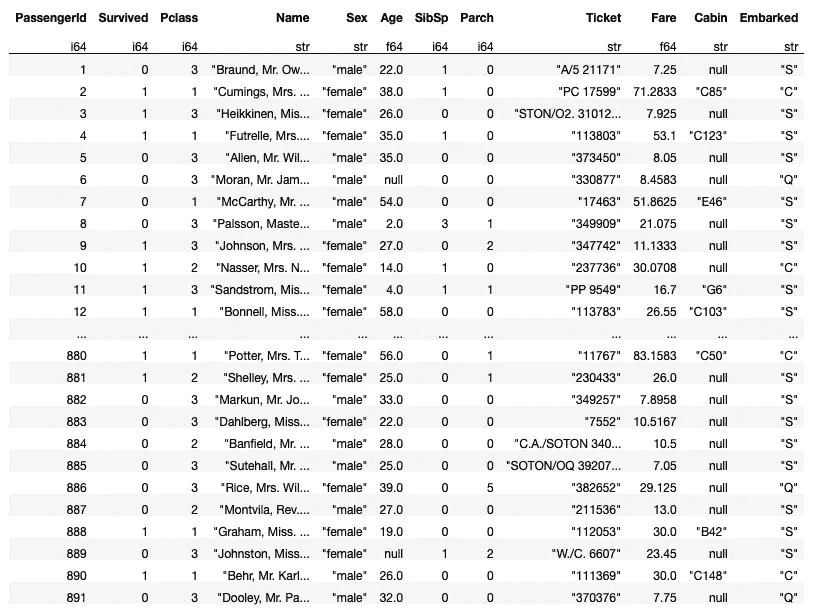 PassengerId Survived Pclass Name Sex Age SibSp Parch Ticket Fare Cabin Embarked
i64 i64 i64 str str f64 i64 i64 str f64 str str
1 0 3 "Braund, Mr. Ow... "male" 22.0 1 0 "A/5 21171" 7.25 null "S"
2 1 1 "Cumings, Mrs. ... "female" 38.0 1 0 "PC 17599" 71.2833 "C85" "C"
3 1 3 "Heikkinen, Mis... "female" 26.0 0 0 "STON/O2. 31012... 7.925 null "S"
4 1 1 "Futrelle, Mrs.... "female" 35.0 1 0 "113803" 53.1 "C123" "S"
5 0 3 "Allen, Mr. Wil... "male" 35.0 0 0 "373450" 8.05 null "S"
6 0 3 "Moran, Mr. Jam... "male" null 0 0 "330877" 8.4583 null "Q"
7 0 1 "McCarthy, Mr. ... "male" 54.0 0 0 "17463" 51.8625 "E46" "S"
8 0 3 "Palsson, Maste... "male" 2.0 3 1 "349909" 21.075 null "S"
9 1 3 "Johnson, Mrs. ... "female" 27.0 0 2 "347742" 11.1333 null "S"
10 1 2 "Nasser, Mrs. N... "female" 14.0 1 0 "237736" 30.0708 null "C"
11 1 3 "Sandstrom, Mis... "female" 4.0 1 1 "PP 9549" 16.7 "G6" "S"
12 1 1 "Bonnell, Miss.... "female" 58.0 0 0 "113783" 26.55 "C103" "S"
... ... ... ... ... ... ... ... ... ... ... ...
880 1 1 "Potter, Mrs. T... "female" 56.0 0 1 "11767" 83.1583 "C50" "C"
881 1 2 "Shelley, Mrs. ... "female" 25.0 0 1 "230433" 26.0 null "S"
882 0 3 "Markun, Mr. Jo... "male" 33.0 0 0 "349257" 7.8958 null "S"
883 0 3 "Dahlberg, Miss... "female" 22.0 0 0 "7552" 10.5167 null "S"
884 0 2 "Banfield, Mr. ... "male" 28.0 0 0 "C.A./SOTON 340... 10.5 null "S"
885 0 3 "Sutehall, Mr. ... "male" 25.0 0 0 "SOTON/OQ 39207... 7.05 null "S"
886 0 3 "Rice, Mrs. Wil... "female" 39.0 0 5 "382652" 29.125 null "Q"
887 0 2 "Montvila, Rev.... "male" 27.0 0 0 "211536" 13.0 null "S"
888 1 1 "Graham, Miss. ... "female" 19.0 0 0 "112053" 30.0 "B42" "S"
889 0 3 "Johnston, Miss... "female" null 1 2 "W./C. 6607" 23.45 null "S"
890 1 1 "Behr, Mr. Karl... "male" 26.0 0 0 "111369" 30.0 "C148" "C"
891 0 3 "Dooley, Mr. Pa... "male" 32.0 0 0 "370376" 7.75 null "Q"